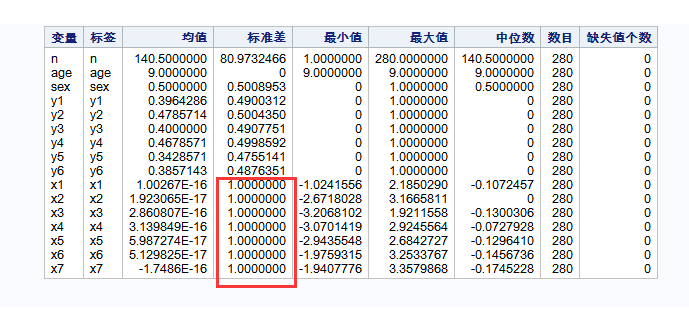 变量 标签 均值 标准差 最小值 最大值 中位数 数目 缺失值个数
n n 140.5000000 80.9732466 1.0000000 280.0000000 140.5000000 280 0
age age 9.0000000 0 9.0000000 9.0000000 9.0000000 280 0
sex sex 0.5000000 0.5008953 0 1.0000000 0.5000000 280 0
y1 y1 0.3964286 0.4900312 0 1.0000000 0 280 0
y2 y2 0.4785714 0.5004350 0 1.0000000 0 280 0
y3 y3 0.4000000 0.4907751 0 1.0000000 0 280 0
y4 y4 0.4678571 0.4998592 0 1.0000000 0 280 0
y5 y5 0.3428571 0.4755141 0 1.0000000 0 280 0
y6 y6 0.3857143 0.4876351 0 1.0000000 0 280 0
x1 x1 1.00267E-16 1.0000000 -1.0241556 2.1850290 -0.1072457 280 0
x2 x2 1.923065E-17 1.0000000 -2.6718028 3.1665811 0 280 0
x3 x3 2.860807E-16 1.0000000 -3.2068102 1.9211558 -0.1300306 280 0
x4 x4 3.139849E-16 1.0000000 -3.0701419 2.9245564 -0.0727928 280 0
x5 x5 5.987274E-17 1.0000000 -2.9435548 2.6842727 -0.1296410 280 0
x6 x6 5.129825E-17 1.0000000 -1.9759315 3.2533767 -0.1456736 280 0
x7 x7 -1.7486E-16 1.0000000 -1.9407776 3.3579868 -0.1745228 280 0